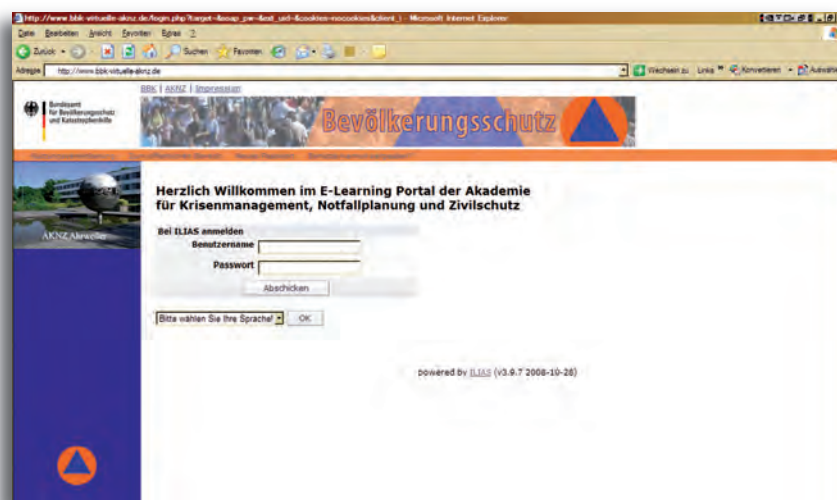 http://www.bbk-virtuelle-aknz.de/login.php?target=&soap_pw=&ext_uid=&cookies=nocookies&client_i - Microsoft Internet Explorer
Datei Bearbeiten Ansicht Favoriten Extras ?
Zurück Suchen Favoriten
Adresse http://www.bbk-virtuelle-aknz.de Wechseln zu Links » Konvertieren Auswählen
BBK | AKNZ | Impressum
Bundesamt
für Bevölkerungsschutz
und Katastrophenhilfe
Bevölkerungsschutz
AKNZ Ahrweiler
Herzlich Willkommen im E-Learning Portal der Akademie
für Krisenmanagement, Notfallplanung und Zivilschutz
Bei ILIAS anmelden
Benutzername
Passwort
Abschicken
Bitte wählen Sie Ihre Sprache! OK
powered by ILIAS (v3.9.7 2008-10-28)